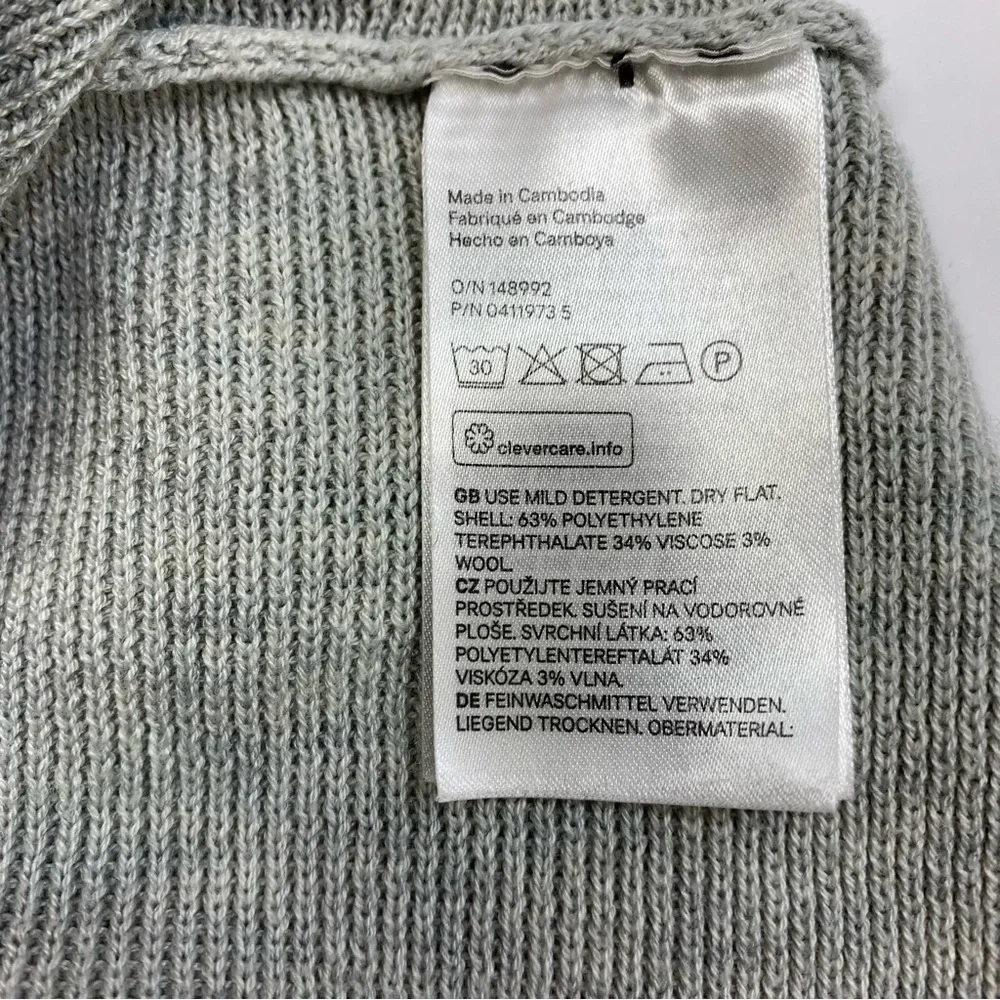 Made in Cambodia
Fabriqué en Cambodge
Hecho en Camboya
O/N 148992
P/N 0411973 5
30 P
clevercare.info
GB USE MILD DETERGENT. DRY FLAT.
SHELL: 63% POLYETHYLENE
TEREPHTHALATE 34% VISCOSE 3%
WOOL.
CZ POUŽIJTE JEMNÝ PRACÍ
PROSTŘEDEK. SUŠENÍ NA VODOROVNÉ
PLOŠE. SVRCHNÍ LÁTKA: 63%
POLYETYLENTEREFTALÁT 34%
VISKÓZA 3% VLNA.
DE FEINWASCHMITTEL VERWENDEN.
LIEGEND TROCKNEN. OBERMATERIAL: